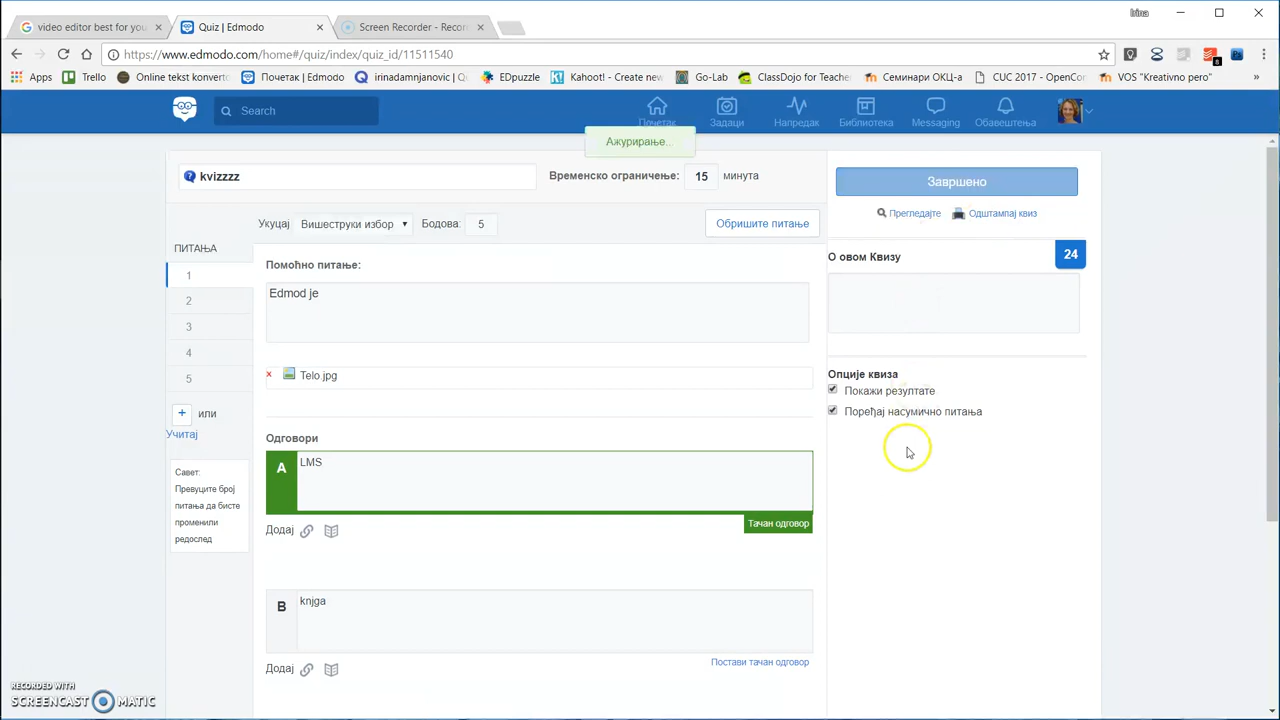 Irina
video editor best for you
Quiz | Edmodo
Screen Recorder - Recor
https://www.edmodo.com/home#/quiz/index/quiz_id/11511540
Apps
Trello
Online tekst konverto
Почетак | Edmodo
irinadamnjanovic | Q
EDpuzzle
Kahoot! - Create new
Go
ClassDojo for Teacher
Семинари ОКЦ-а
CUC 2017 - OpenCor
VOS "Kreativno pero"
8
Search
Почетак
Задаци
Напредак
Библиотека
Messaging
Обавештења
Ажурирање...
kvizzzz
Временско ограничење: 15 минута
Завршено
Прегледајте
Одштампај квиз
Укуцај Вишеструки избор
Бодова: 5
Обришите питање
ПИТАЊА
1
2
3
4
5
+ или
Учитај
Савет:
Превуците број
питања да бисте
променили
редослед
Помоћно питање:
Edmod je
x Telo.jpg
Одговори
A LMS
Тачан одговор
Додај
B knjga
Постави тачан одговор
Додај
О овом Квизу
24
Опције квиза
Покажи резултате
Поређај насумично питања
RECORDED WITH
SCREENCAST MATIC